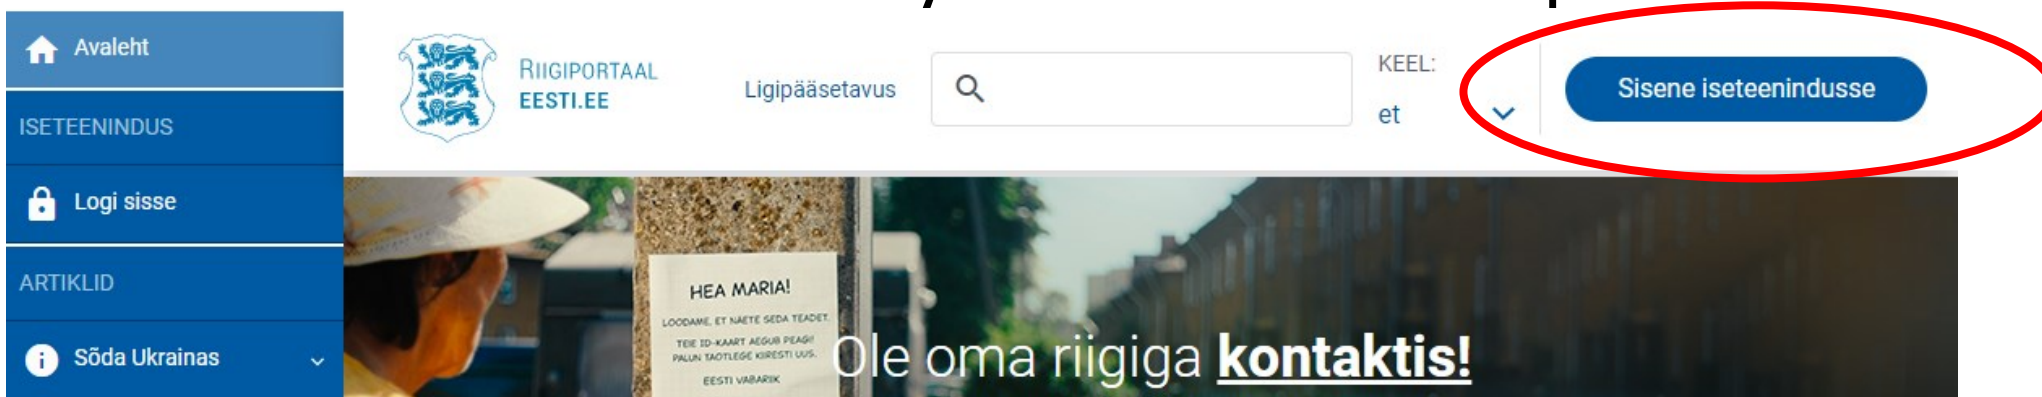 Avaleht
ISETEENINDUS
Logi sisse
ARTIKLID
Sõda Ukrainas
RIIGIPORTAAL
EESTI.EE
Ligipääsetavus
KEEL:
et
Sisene iseteenindusse
HEA MARIA!
LOODAME, ET NÄETE SEDA TEADET.
TEIE ID-KAART AEGUB PEAGI!
PALUN TAOTLEGE KIIRESTI UUS.
EESTI VABARIIK
Ole oma riigiga kontaktis!